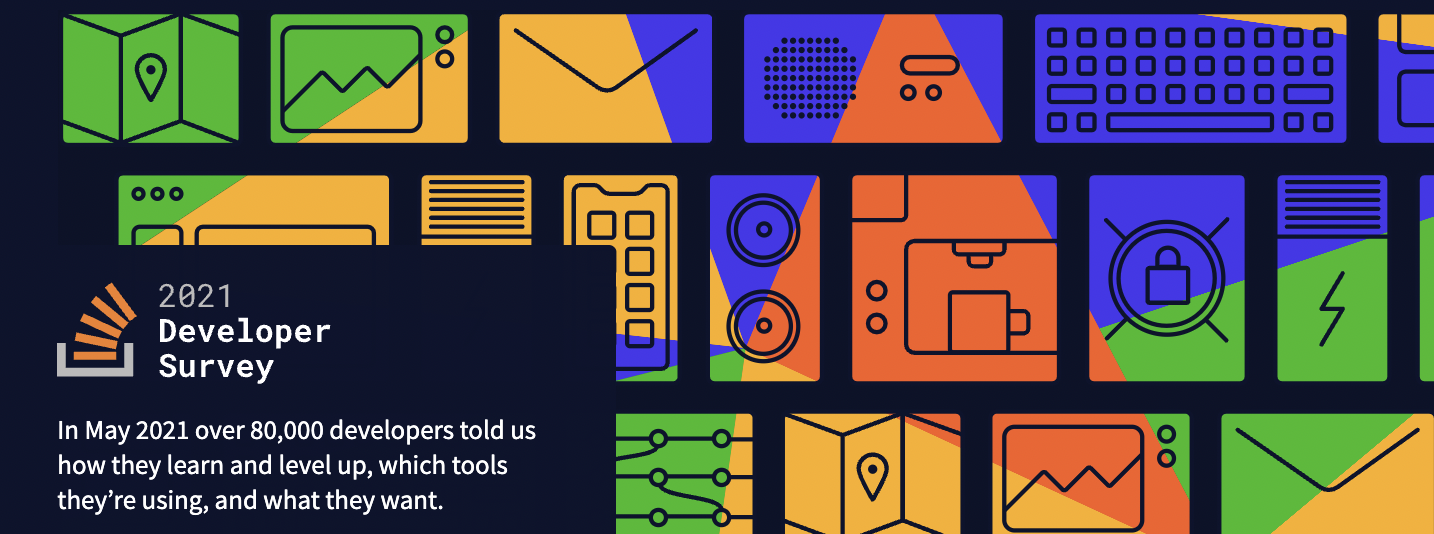 2021
Developer
Survey
In May 2021 over 80,000 developers told us
how they learn and level up, which tools
they’re using, and what they want.